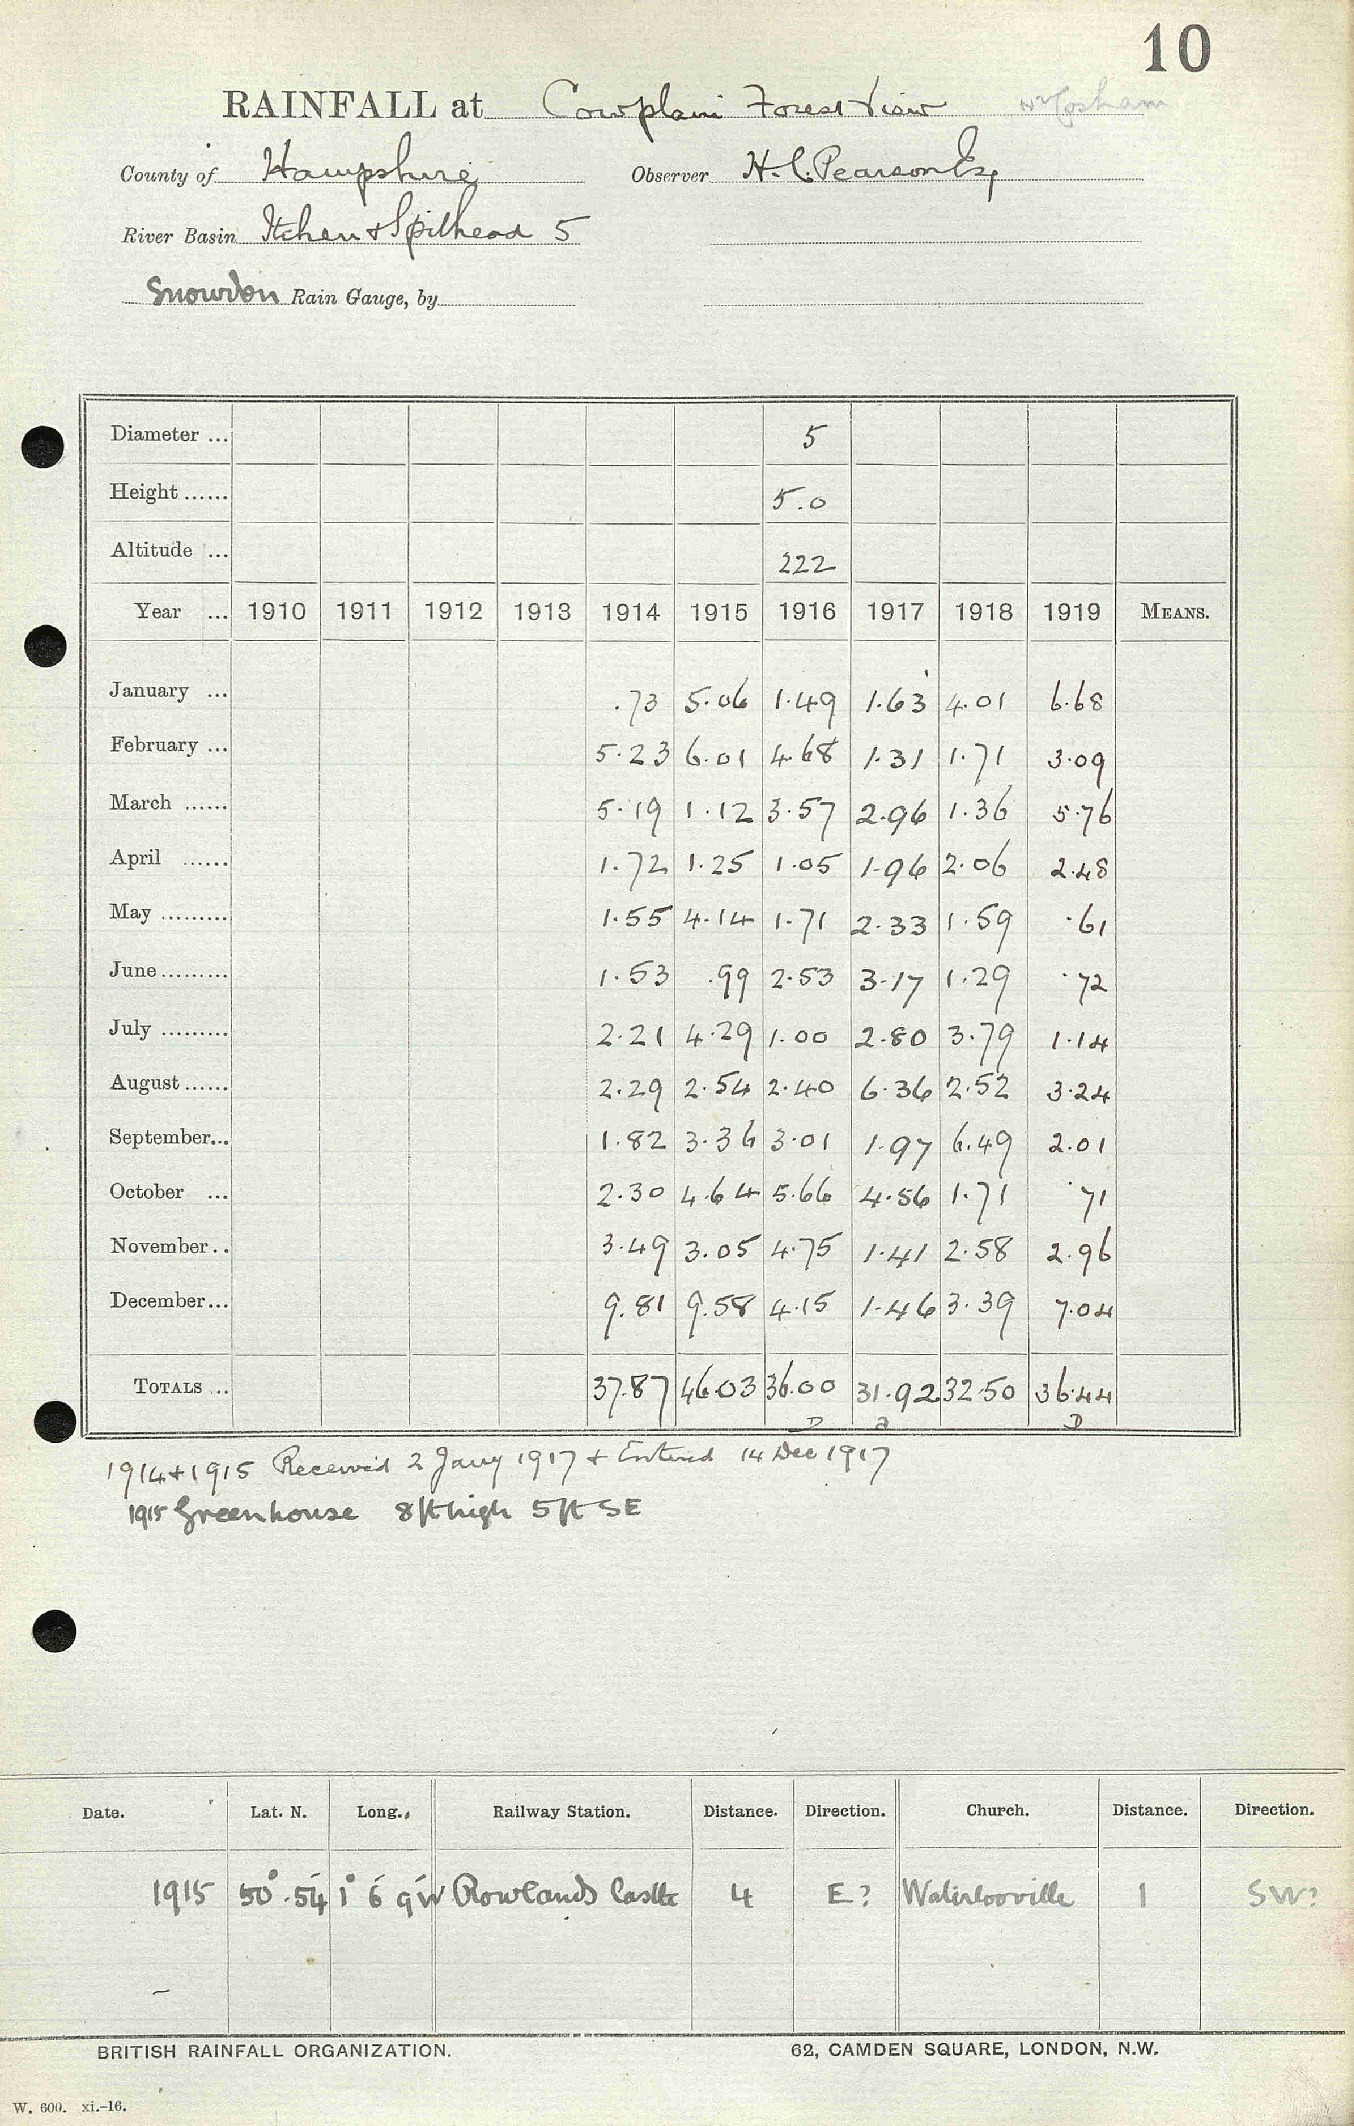 10
RAINFALL at Cowplain Forest View Nr Cosham
County of Hampshire Observer H. C. Pearson Esq
River Basin Itchen & Spithead 5
Snowdon Rain Gauge, by
Diameter ... 5
Height ...... 5.0
Altitude ... 222
Year ... 1910 1911 1912 1913 1914 1915 1916 1917 1918 1919 MEANS.
January ... .73 5.06 1.49 1.63 4.01 6.68
February ... 5.23 6.01 4.68 1.31 1.71 3.09
March ...... 5.19 1.12 3.57 2.96 1.36 5.76
April ...... 1.72 1.25 1.05 1.96 2.06 2.48
May ......... 1.55 4.14 1.71 2.33 1.59 .61
June ......... 1.53 .99 2.53 3.17 1.29 .72
July ......... 2.21 4.29 1.00 2.80 3.79 1.14
August ...... 2.29 2.54 2.40 6.36 2.52 3.24
September... 1.82 3.36 3.01 1.97 6.49 2.01
October ... 2.30 4.64 5.66 4.56 1.71 .71
November .. 3.49 3.05 4.75 1.41 2.58 2.96
December... 9.81 9.58 4.15 1.46 3.39 7.04
TOTALS ... 37.87 46.03 36.00 31.92 32.50 36.44
D a D
1914 + 1915 Received 2 Jany 1917 + Entered 14 Dec 1917
1915 Greenhouse 8ft high 5ft SE
Date. Lat. N. Long. Railway Station. Distance. Direction. Church. Distance. Direction.
1915 50° 54' 1° 6' 9" W Rowlands Castle 4 E? Waterlooville 1 SW?
BRITISH RAINFALL ORGANIZATION. 62, CAMDEN SQUARE, LONDON, N.W.
W. 600. xi.-16.